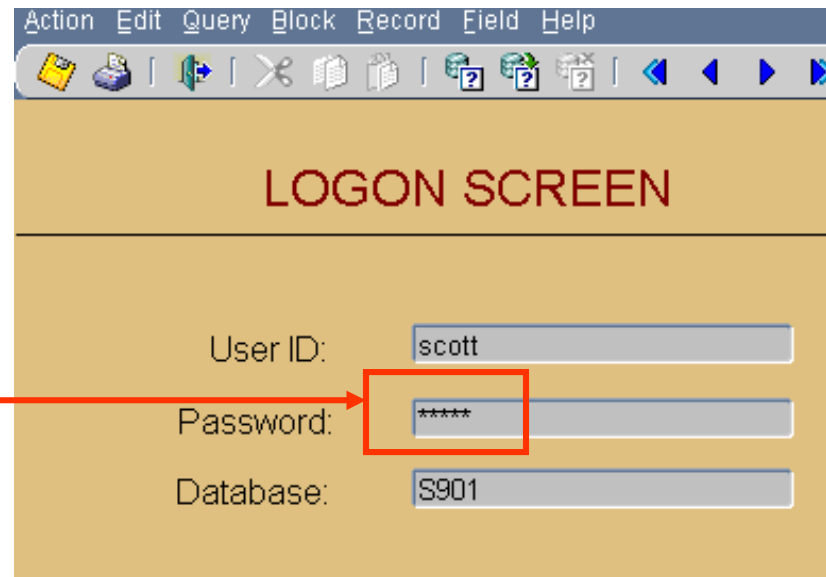 Action Edit Query Block Record Field Help
LOGON SCREEN
User ID: scott
Password: *****
Database: S901